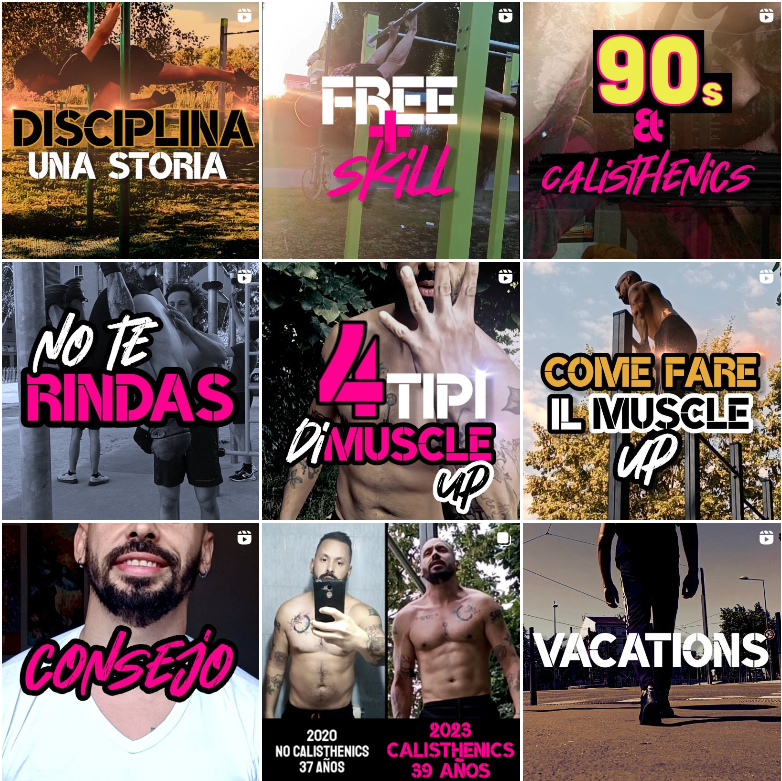 DISCIPLINA
UNA STORIA
FREE
+
SKiLL
90s
&
CALISTHENICS
NO TE
RINDAS
4 TIPI
Di MUSCLE
UP
COME FARE
IL MUSCLE
UP
CONSEJO
2020
NO CALISTHENICS
37 AÑOS
2023
CALISTHENICS
39 AÑOS
VACATIONS